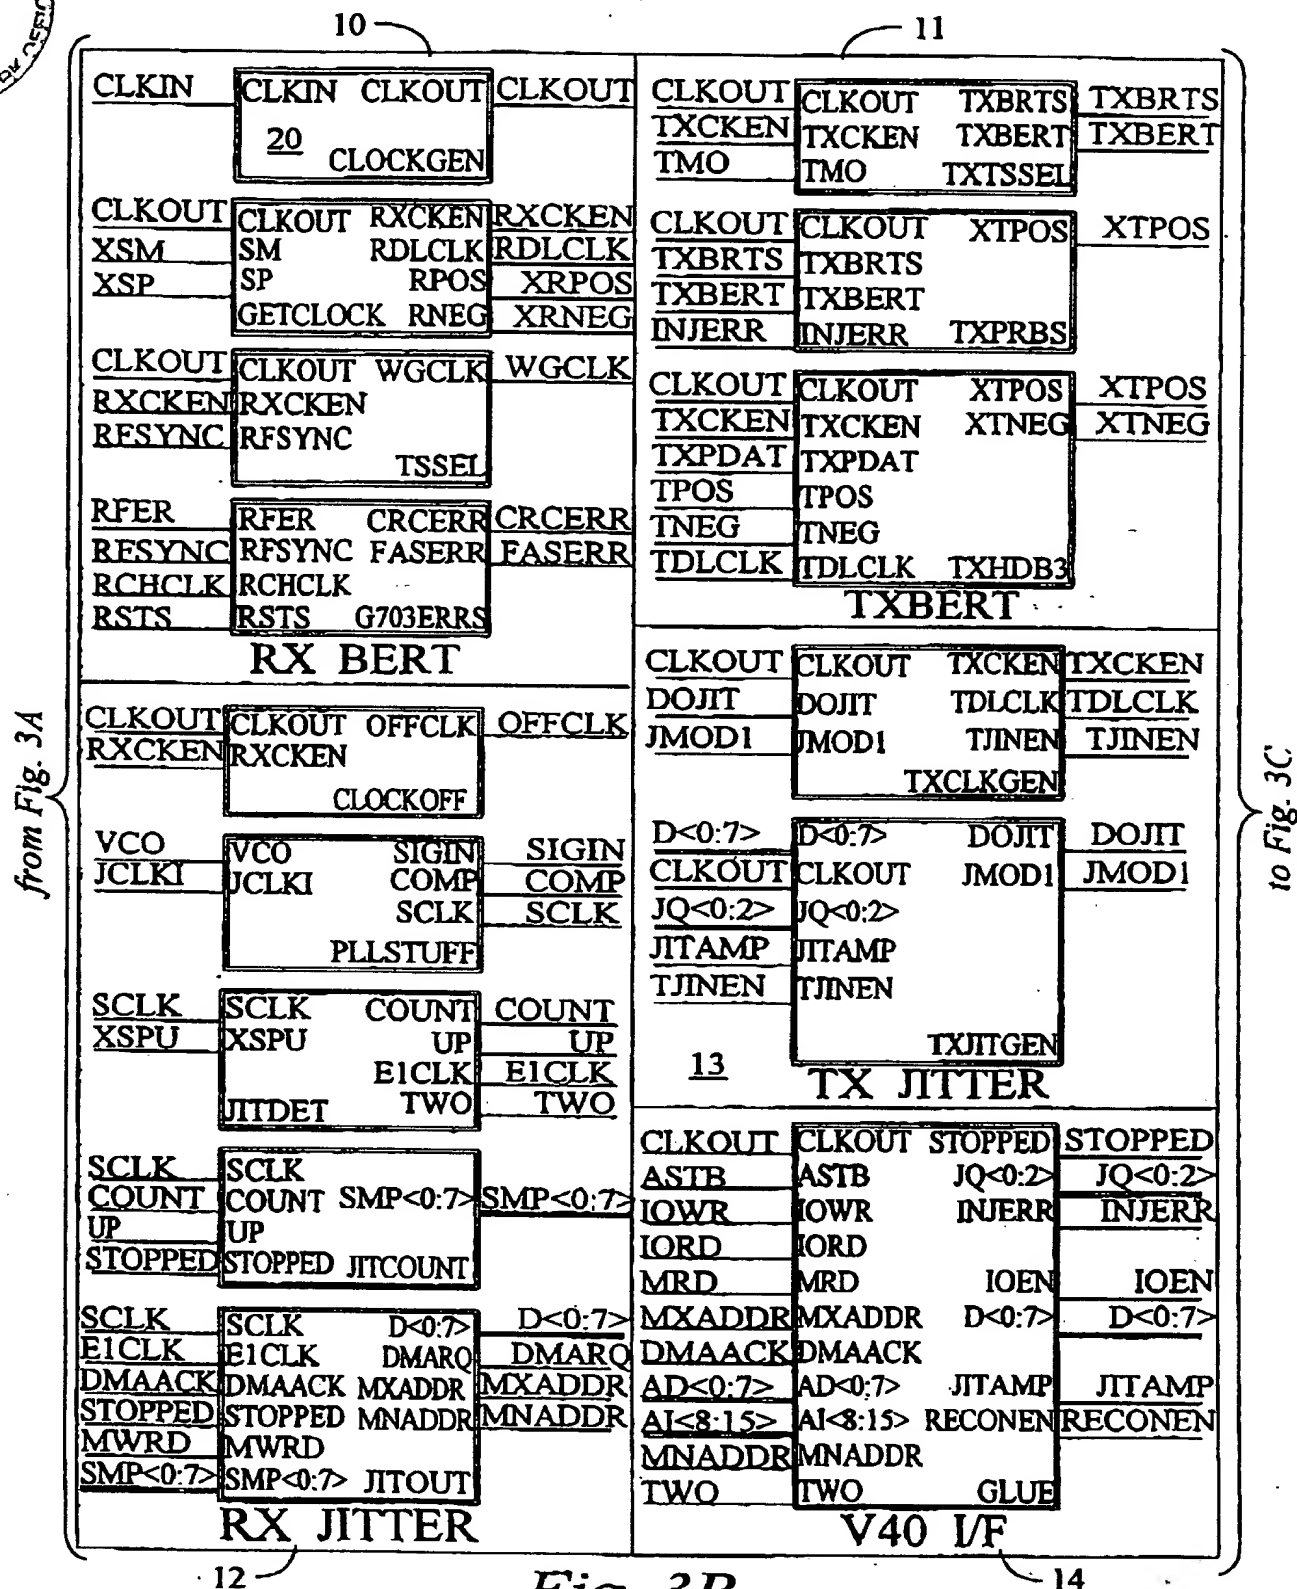 10
11
CLKIN CLKIN CLKOUT CLKOUT
20
CLOCKGEN
CLKOUT CLKOUT RXCKEN RXCKEN
XSM SM RDLCLK RDLCLK
XSP SP RPOS XRPOS
GETCLOCK RNEG XRNEG
CLKOUT CLKOUT WGCLK WGCLK
RXCKEN RXCKEN
RFSYNC RFSYNC
TSSEL
RFER RFER CRCERR CRCERR
RFSYNC RFSYNC FASERR FASERR
RCHCLK RCHCLK
RSTS RSTS G703ERRS
RX BERT
CLKOUT CLKOUT OFFCLK OFFCLK
RXCKEN RXCKEN
CLOCKOFF
VCO VCO SIGIN SIGIN
JCLKI JCLKI COMP COMP
SCLK SCLK
PLLSTUFF
SCLK SCLK COUNT COUNT
XSPU XSPU UP UP
E1CLK E1CLK
JITDET TWO TWO
SCLK SCLK
COUNT COUNT SMP<0:7> SMP<0:7>
UP UP
STOPPED STOPPED JITCOUNT
SCLK SCLK D<0:7> D<0:7>
E1CLK E1CLK DMARQ DMARQ
DMAACK DMAACK MXADDR MXADDR
STOPPED STOPPED MNADDR MNADDR
MWRD MWRD
SMP<0:7> SMP<0:7> JITOUT
RX JITTER
12
CLKOUT CLKOUT TXBRTS TXBRTS
TXCKEN TXCKEN TXBERT TXBERT
TMO TMO TXTSSEL
CLKOUT CLKOUT XTPOS XTPOS
TXBRTS TXBRTS
TXBERT TXBERT
INJERR INJERR TXPRBS
CLKOUT CLKOUT XTPOS XTPOS
TXCKEN TXCKEN XTNEG XTNEG
TXPDAT TXPDAT
TPOS TPOS
TNEG TNEG
TDLCLK TDLCLK TXHDB3
TXBERT
CLKOUT CLKOUT TXCKEN TXCKEN
DOJIT DOJIT TDLCLK TDLCLK
JMOD1 JMOD1 TJINEN TJINEN
TXCLKGEN
D<0:7> D<0:7> DOJIT DOJIT
CLKOUT CLKOUT JMOD1 JMOD1
JQ<0:2> JQ<0:2>
JITAMP JITAMP
TJINEN TJINEN
TXJITGEN
13
TX JITTER
CLKOUT CLKOUT STOPPED STOPPED
ASTB ASTB JQ<0:2> JQ<0:2>
IOWR IOWR INJERR INJERR
IORD IORD
MRD MRD IOEN IOEN
MXADDR MXADDR D<0:7> D<0:7>
DMAACK DMAACK
AD<0:7> AD<0:7> JITAMP JITAMP
AI<8:15> AI<8:15> RECONEN RECONEN
MNADDR MNADDR
TWO TWO GLUE
V40 I/F
14
from Fig. 3A
to Fig. 3C
Fig. 3B